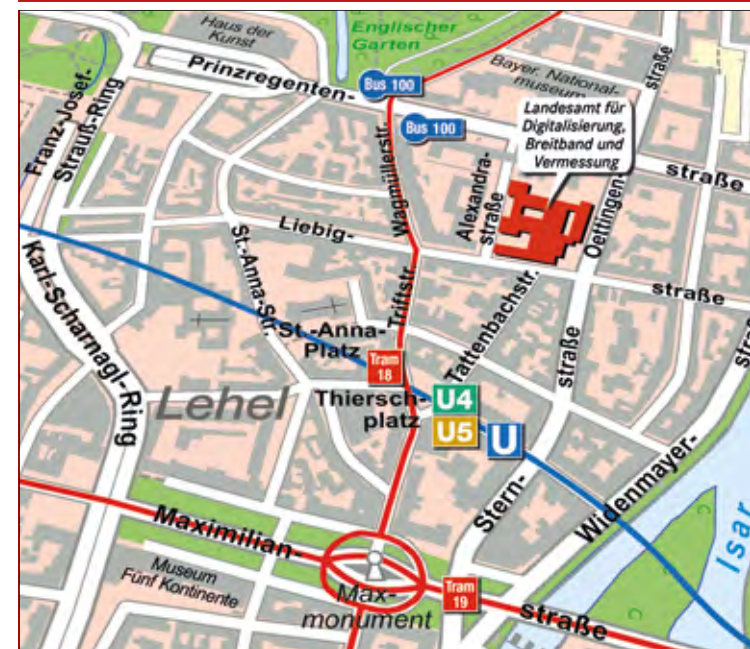 Haus der
Kunst
Englischer
Garten
Prinzregenten-
Bus 100
Bus 100
Bayer. National-
museum
straße
Landesamt für
Digitalisierung,
Breitband und
Vermessung
straße
Franz-Josef-
Strauß-Ring
Wagmüllerstr.
Alexandra-
straße
Oettingen-
Liebig-
St.-Anna-Str.
Karl-Scharnagl-Ring
Triftstr.
Tattenbachstr.
straße
St.-Anna-
Platz
Tram
18
Lehel
Thiersch-
platz
U4
U5
U
straße
Stern-
Widenmayer-
stra
Isar
Maximilian-
Museum
Fünf Kontinente
Max-
monument
Tram
19
straße